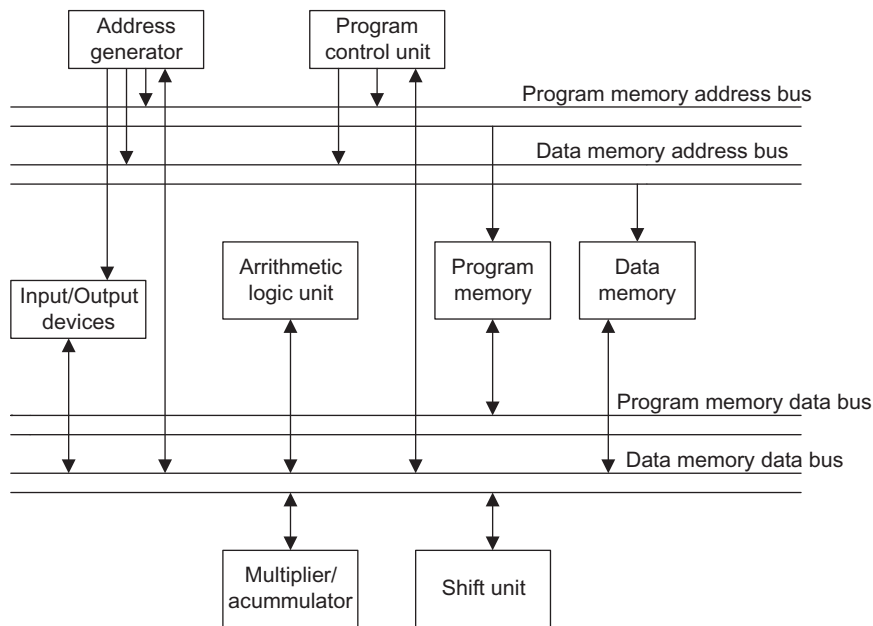 Address
generator
Program
control unit
Program memory address bus
Data memory address bus
Input/Output
devices
Arrithmetic
logic unit
Program
memory
Data
memory
Program memory data bus
Data memory data bus
Multiplier/
acummulator
Shift unit